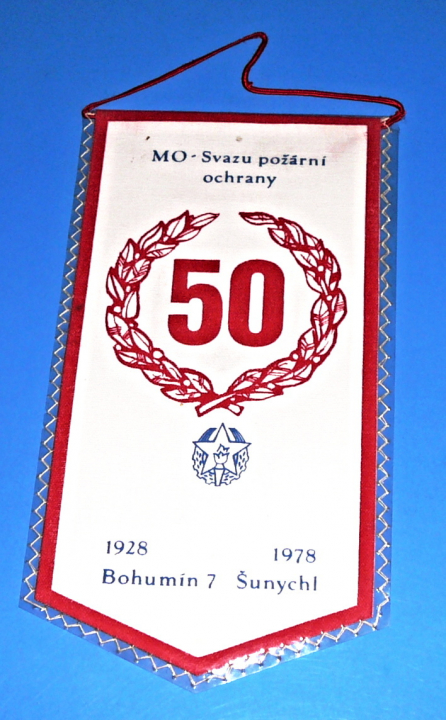 MO - Svazu požární
ochrany
50
1928 1978
Bohumín 7 Šunychl